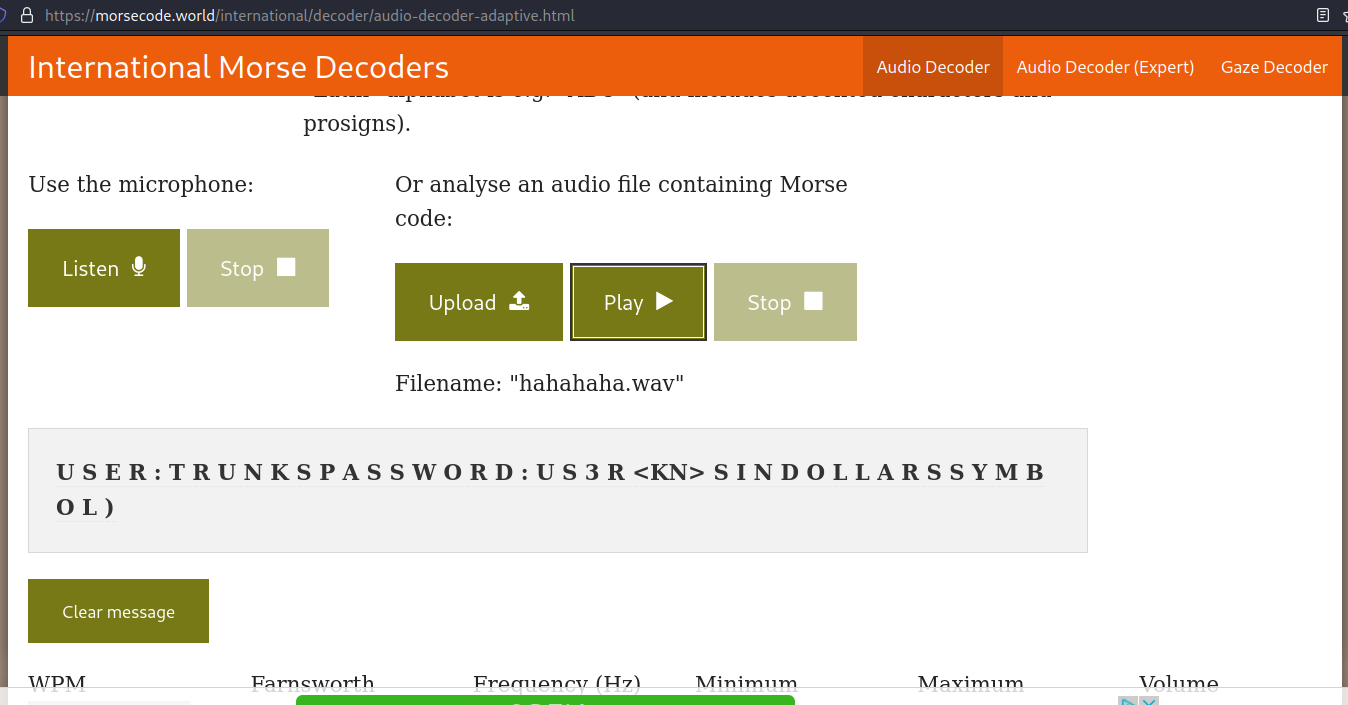 https://morsecode.world/international/decoder/audio-decoder-adaptive.html
International Morse Decoders
Audio Decoder
Audio Decoder (Expert)
Gaze Decoder
prosigns).
Use the microphone:
Or analyse an audio file containing Morse
code:
Listen
Stop
Upload
Play
Stop
Filename: "hahahaha.wav"
U S E R : T R U N K S P A S S W O R D : U S 3 R <KN> S I N D O L L A R S S Y M B
O L )
Clear message
WPM
Farnsworth
Frequency (Hz)
Minimum
Maximum
Volume